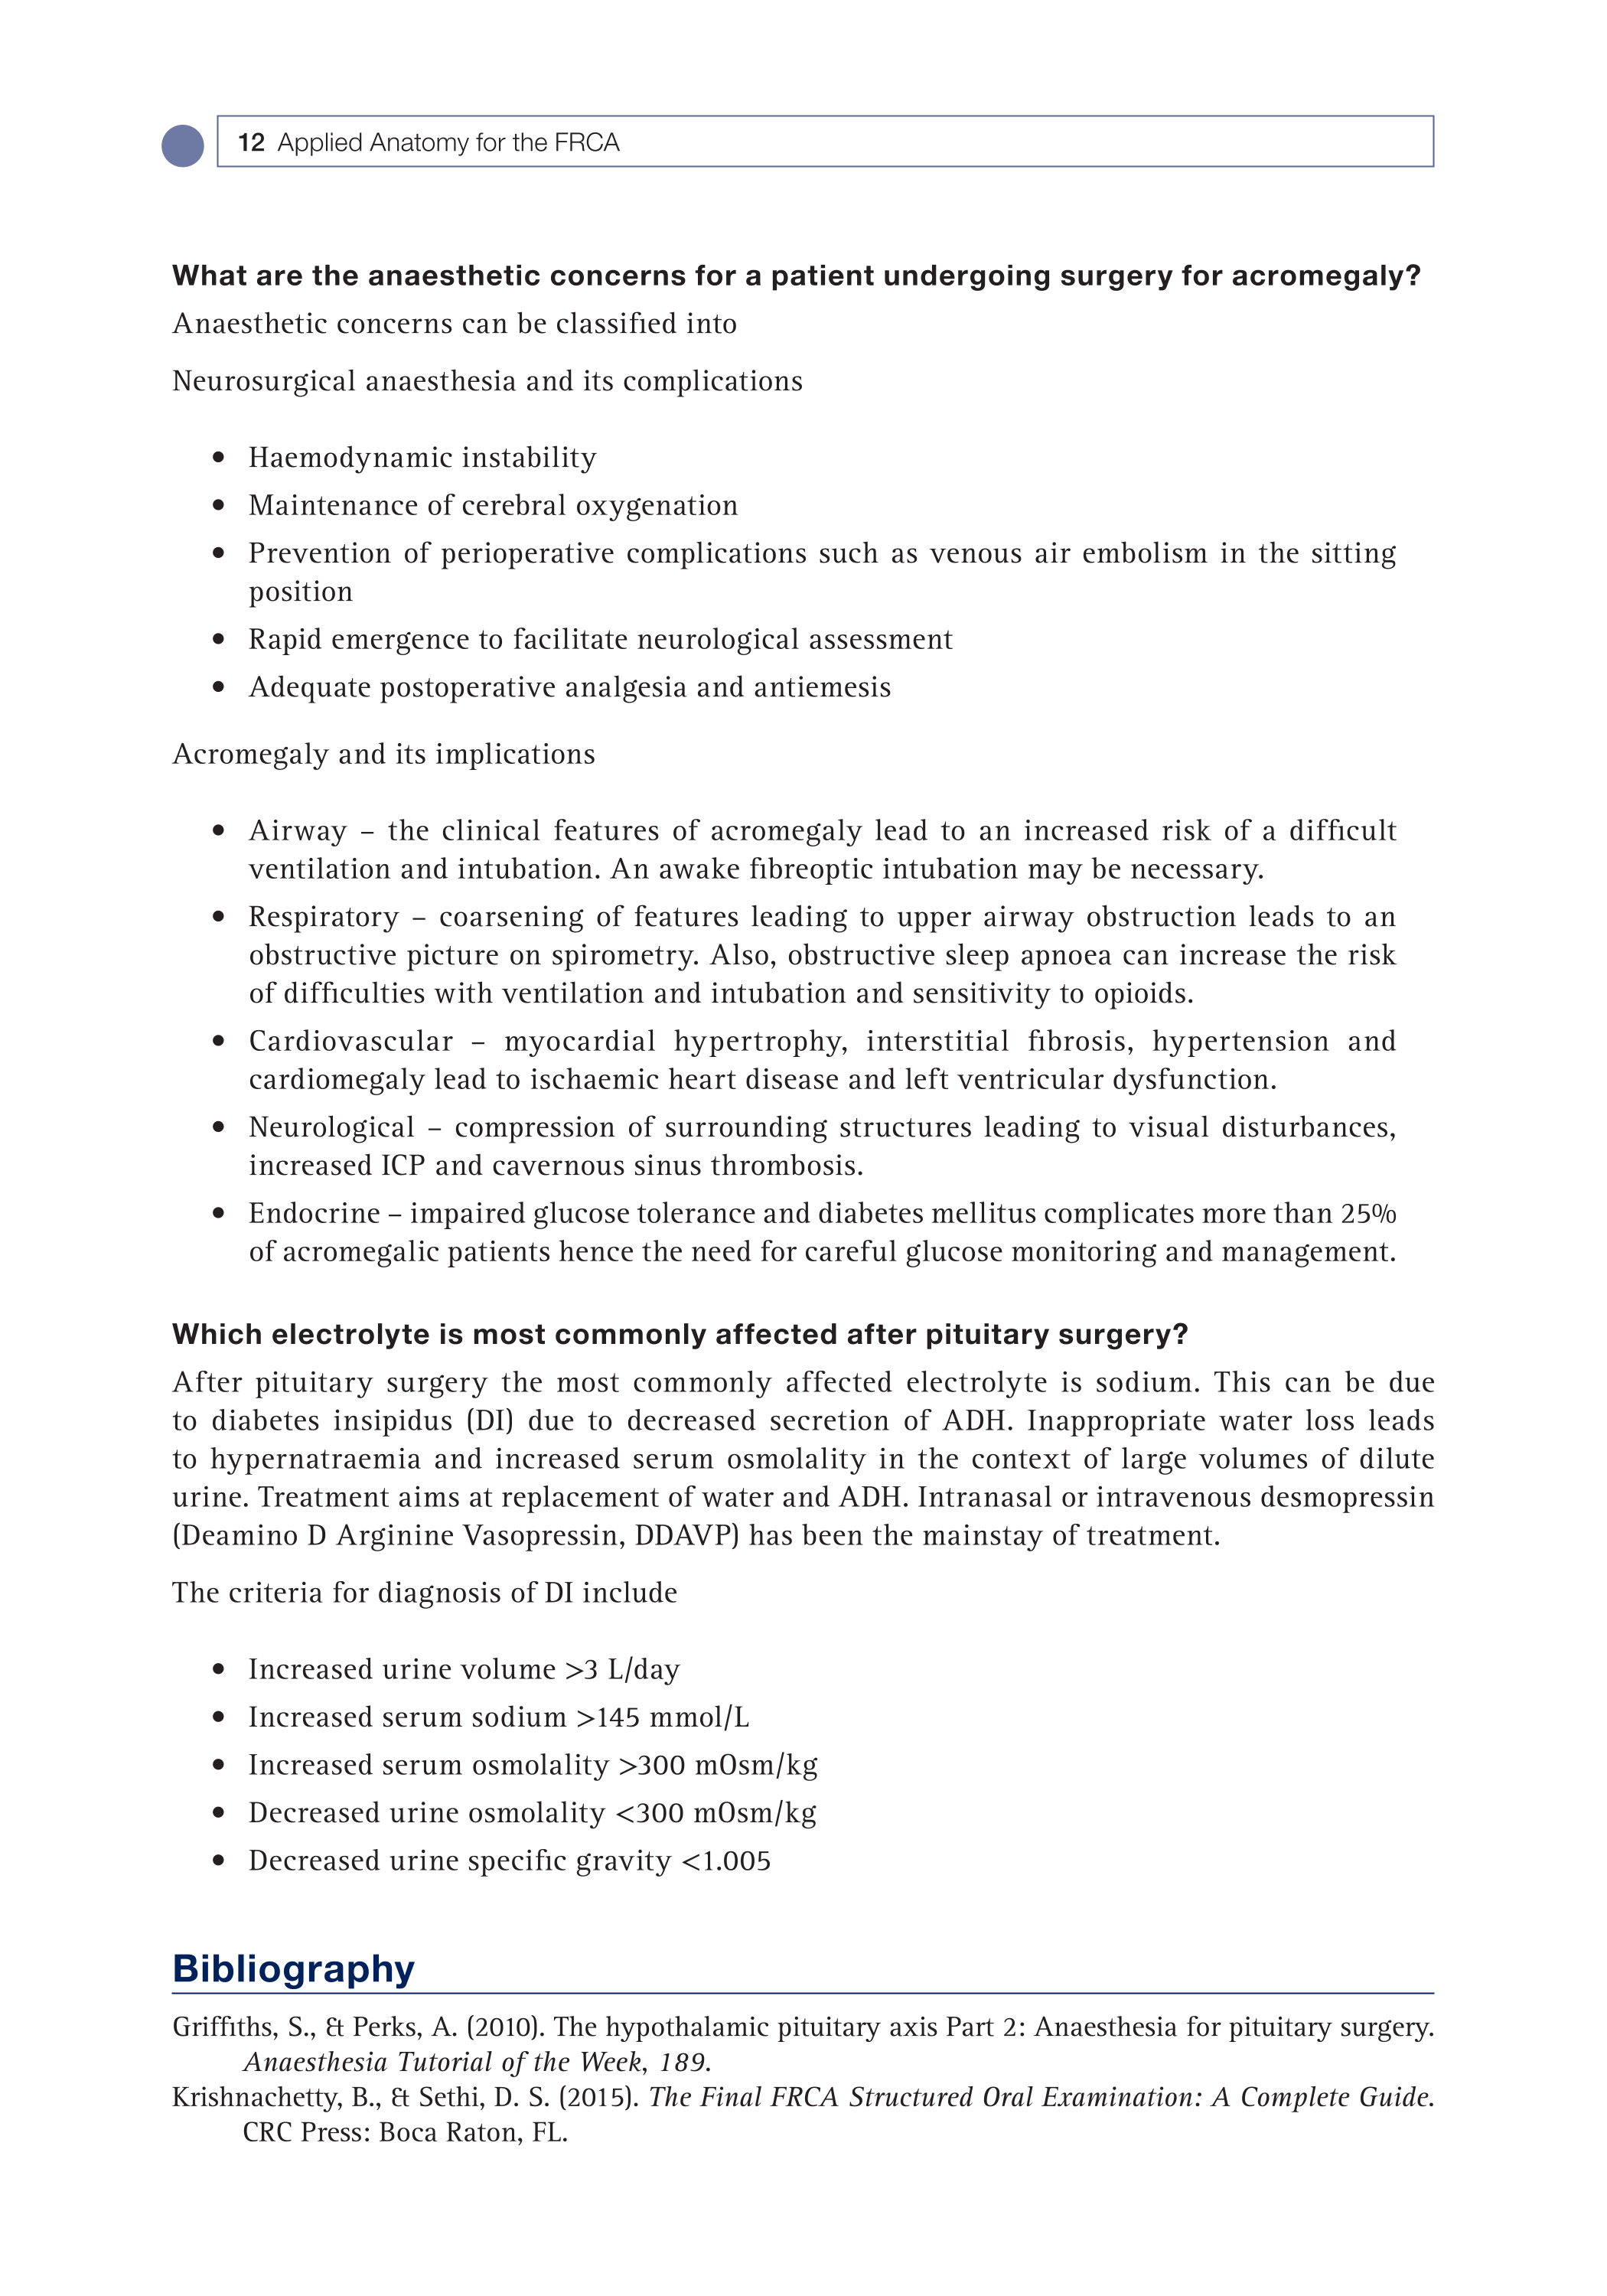 12 Applied Anatomy for the FRCA
What are the anaesthetic concerns for a patient undergoing surgery for acromegaly?
Anaesthetic concerns can be classified into
Neurosurgical anaesthesia and its complications
• Haemodynamic instability
• Maintenance of cerebral oxygenation
• Prevention of perioperative complications such as venous air embolism in the sitting
position
• Rapid emergence to facilitate neurological assessment
• Adequate postoperative analgesia and antiemesis
Acromegaly and its implications
• Airway – the clinical features of acromegaly lead to an increased risk of a difficult
ventilation and intubation. An awake fibreoptic intubation may be necessary.
• Respiratory – coarsening of features leading to upper airway obstruction leads to an
obstructive picture on spirometry. Also, obstructive sleep apnoea can increase the risk
of difficulties with ventilation and intubation and sensitivity to opioids.
• Cardiovascular – myocardial hypertrophy, interstitial fibrosis, hypertension and
cardiomegaly lead to ischaemic heart disease and left ventricular dysfunction.
• Neurological – compression of surrounding structures leading to visual disturbances,
increased ICP and cavernous sinus thrombosis.
• Endocrine – impaired glucose tolerance and diabetes mellitus complicates more than 25%
of acromegalic patients hence the need for careful glucose monitoring and management.
Which electrolyte is most commonly affected after pituitary surgery?
After pituitary surgery the most commonly affected electrolyte is sodium. This can be due
to diabetes insipidus (DI) due to decreased secretion of ADH. Inappropriate water loss leads
to hypernatraemia and increased serum osmolality in the context of large volumes of dilute
urine. Treatment aims at replacement of water and ADH. Intranasal or intravenous desmopressin
(Deamino D Arginine Vasopressin, DDAVP) has been the mainstay of treatment.
The criteria for diagnosis of DI include
• Increased urine volume >3 L/day
• Increased serum sodium >145 mmol/L
• Increased serum osmolality >300 mOsm/kg
• Decreased urine osmolality <300 mOsm/kg
• Decreased urine specific gravity <1.005
Bibliography
Griffiths, S., & Perks, A. (2010). The hypothalamic pituitary axis Part 2: Anaesthesia for pituitary surgery.
Anaesthesia Tutorial of the Week, 189.
Krishnachetty, B., & Sethi, D. S. (2015). The Final FRCA Structured Oral Examination: A Complete Guide.
CRC Press: Boca Raton, FL.